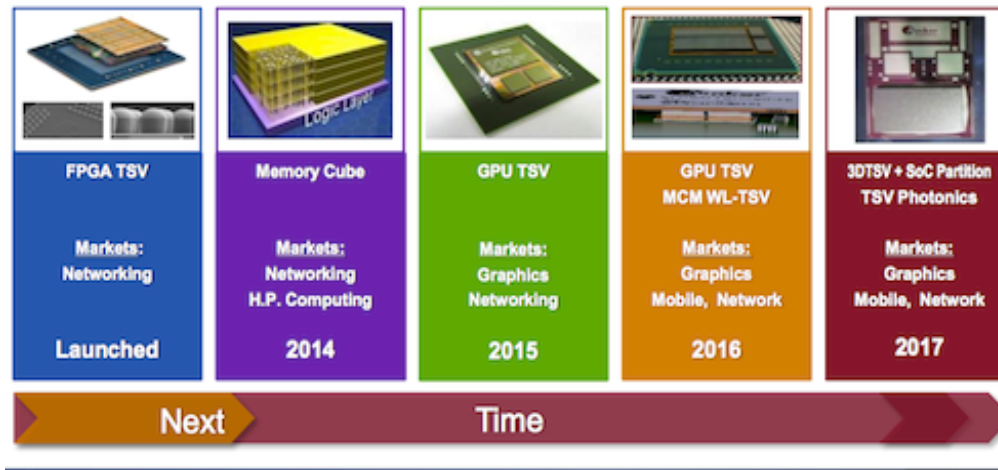 Logic Layer
FPGA TSV
Markets:
Networking
Launched
Memory Cube
Markets:
Networking
H.P. Computing
2014
GPU TSV
Markets:
Graphics
Networking
2015
GPU TSV
MCM WL-TSV
Markets:
Graphics
Mobile, Network
2016
3DTSV + SoC Partition
TSV Photonics
Markets:
Graphics
Mobile, Network
2017
Next
Time